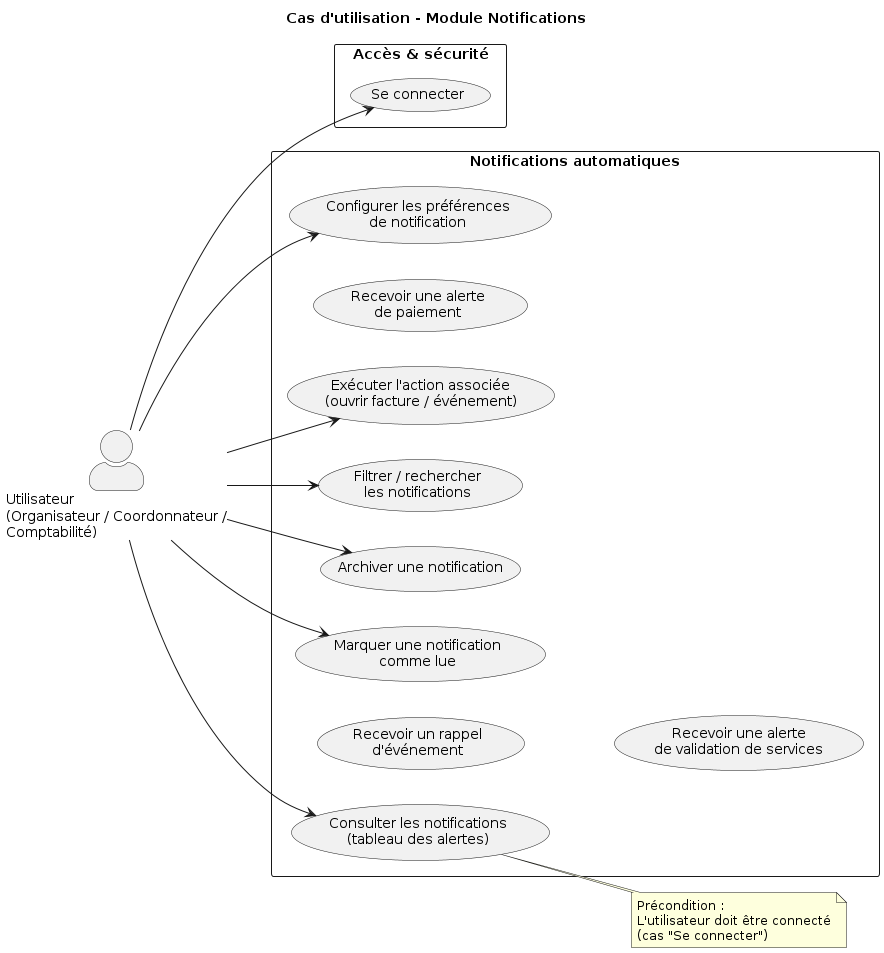 Cas d'utilisation - Module Notifications
Accès & sécurité
Se connecter
Notifications automatiques
Configurer les préférences
de notification
Recevoir une alerte
de paiement
Exécuter l'action associée
(ouvrir facture / événement)
Filtrer / rechercher
les notifications
Utilisateur
(Organisateur / Coordonnateur /
Comptabilité)
Archiver une notification
Marquer une notification
comme lue
Recevoir un rappel
d'événement
Recevoir une alerte
de validation de services
Consulter les notifications
(tableau des alertes)
Précondition :
L'utilisateur doit être connecté
(cas "Se connecter")